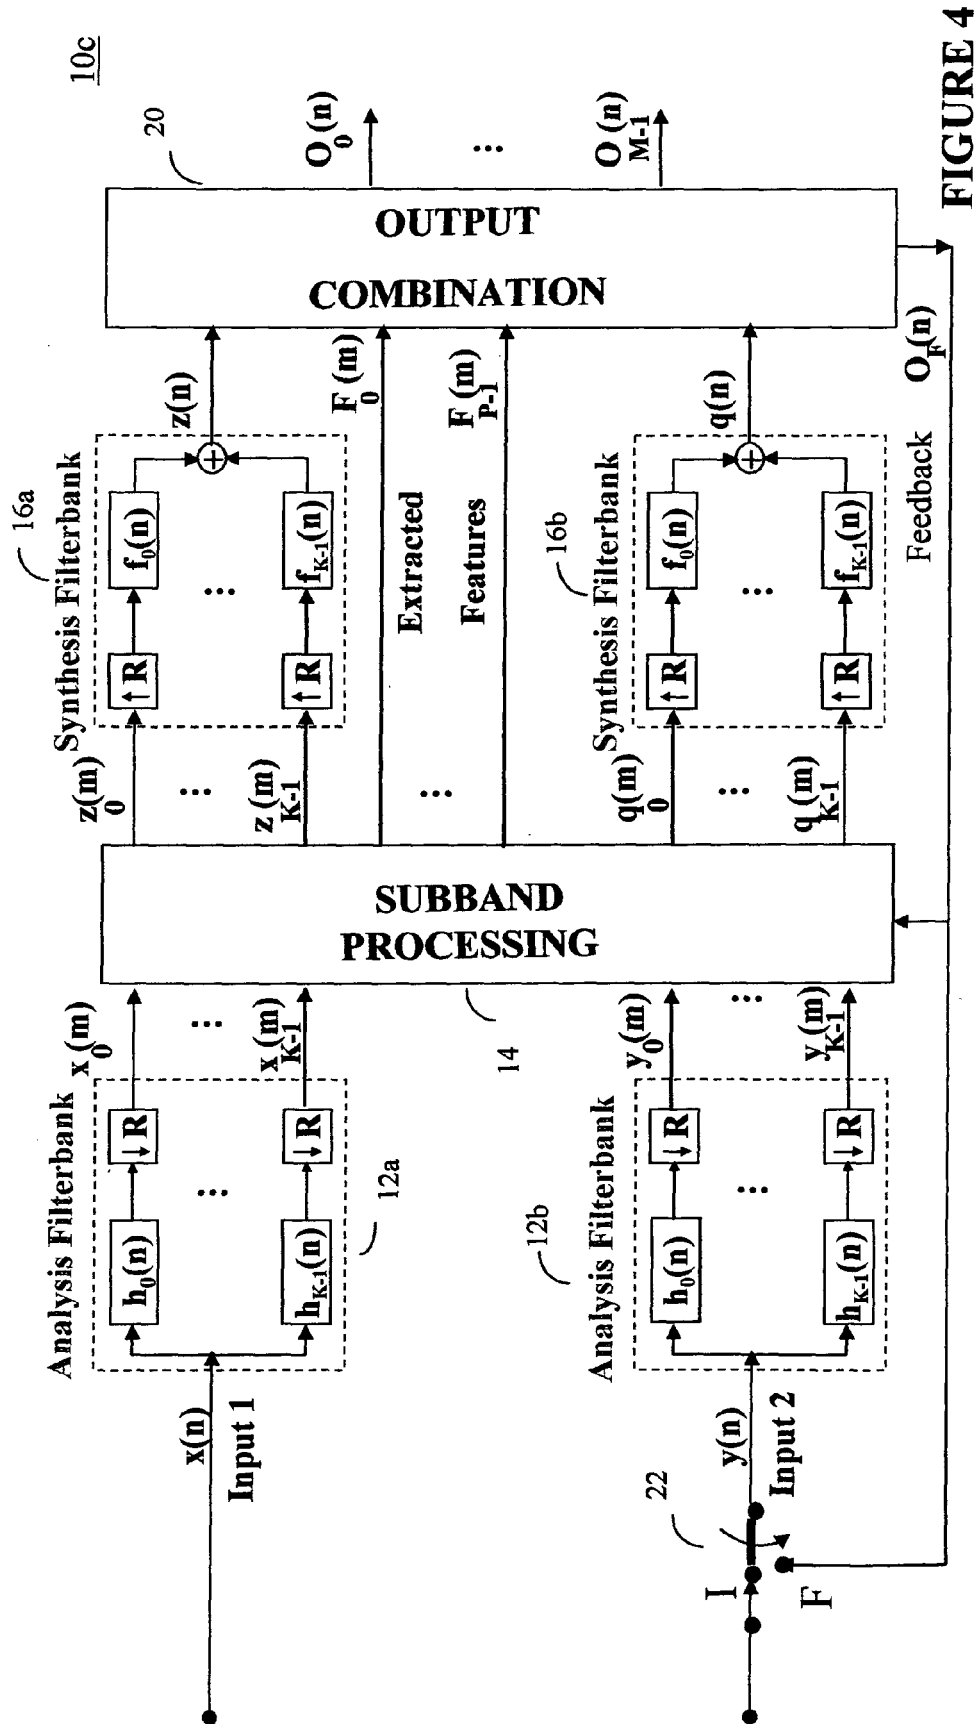 10c
Synthesis Filterbank
16a
20
Analysis Filterbank
h0(n)
↓R
x0(m)
z0(m)
↑R
f0(n)
x(n)
Input 1
...
...
...
...
+
z(n)
O0(n)
hK-1(n)
↓R
xK-1(m)
zK-1(m)
↑R
fK-1(n)
12a
F0(m)
...
Extracted
SUBBAND
PROCESSING
OUTPUT
COMBINATION
...
Features
FP-1(m)
14
12b
16b
OM-1(n)
Analysis Filterbank
Synthesis Filterbank
h0(n)
↓R
y0(m)
q0(m)
↑R
f0(n)
22
I
F
y(n)
Input 2
...
...
...
...
+
q(n)
hK-1(n)
↓R
yK-1(m)
qK-1(m)
↑R
fK-1(n)
Feedback
OF(n)
FIGURE 4